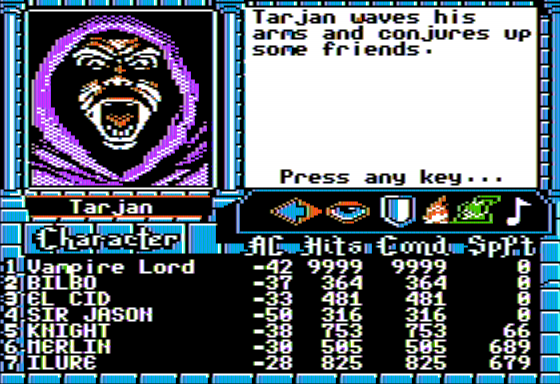 Tarjan waves his
arms and conjures up
some friends.
Press any key...
Tarjan
Character AC Hits Cond SpPt
1 Vampire Lord -42 9999 9999 0
2 BILBO -37 364 364 0
3 EL CID -33 481 481 0
4 SIR JASON -50 316 316 0
5 KNIGHT -38 753 753 66
6 MERLIN -30 505 505 689
7 ILURE -28 825 825 679